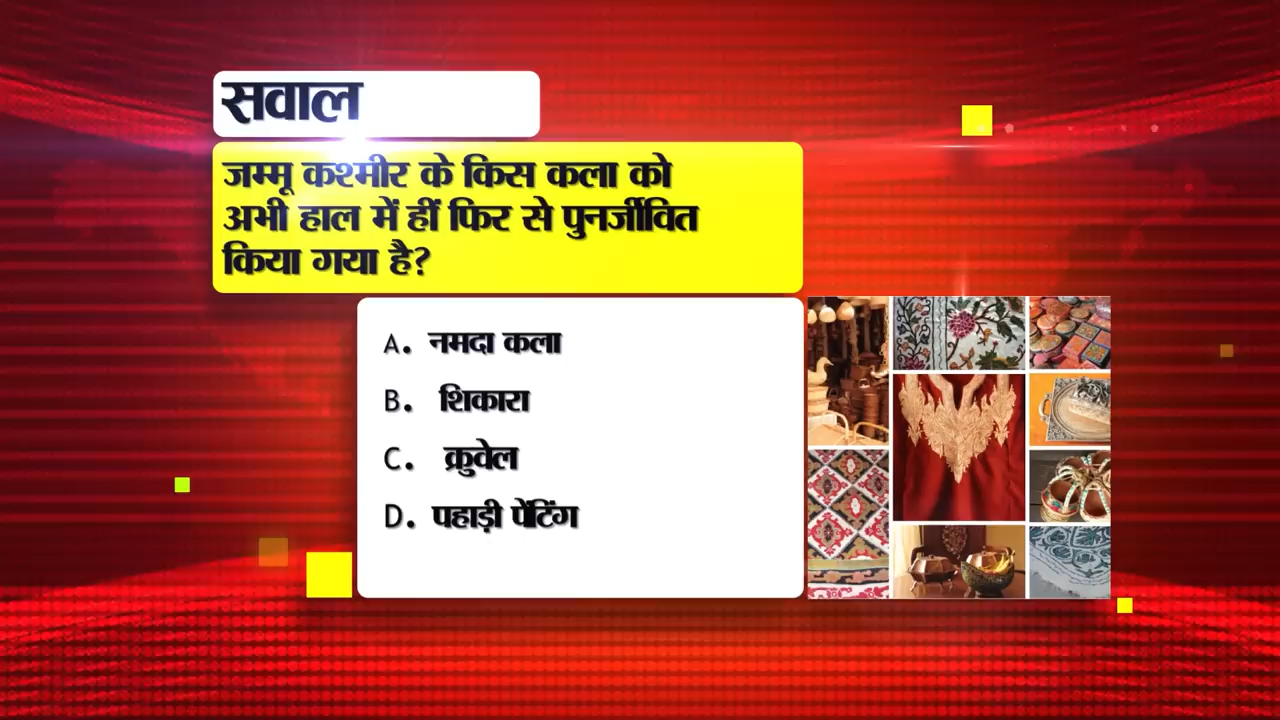 सवाल
जम्मू कश्मीर के किस कला को
अभी हाल में हीं फिर से पुनर्जीवित
किया गया है?
A. नमदा कला
B. शिकारा
C. क्रुवेल
D. पहाड़ी पेंटिंग